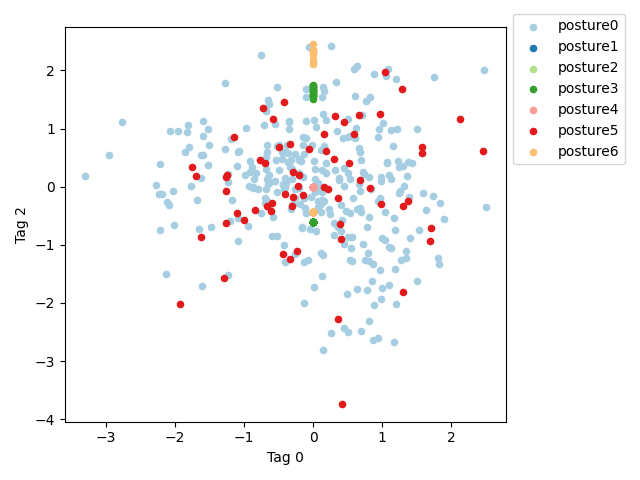 posture0
posture1
posture2
posture3
posture4
posture5
posture6
2
1
0
−1
−2
−3
−4
Tag 2
−3
−2
−1
0
1
2
Tag 0